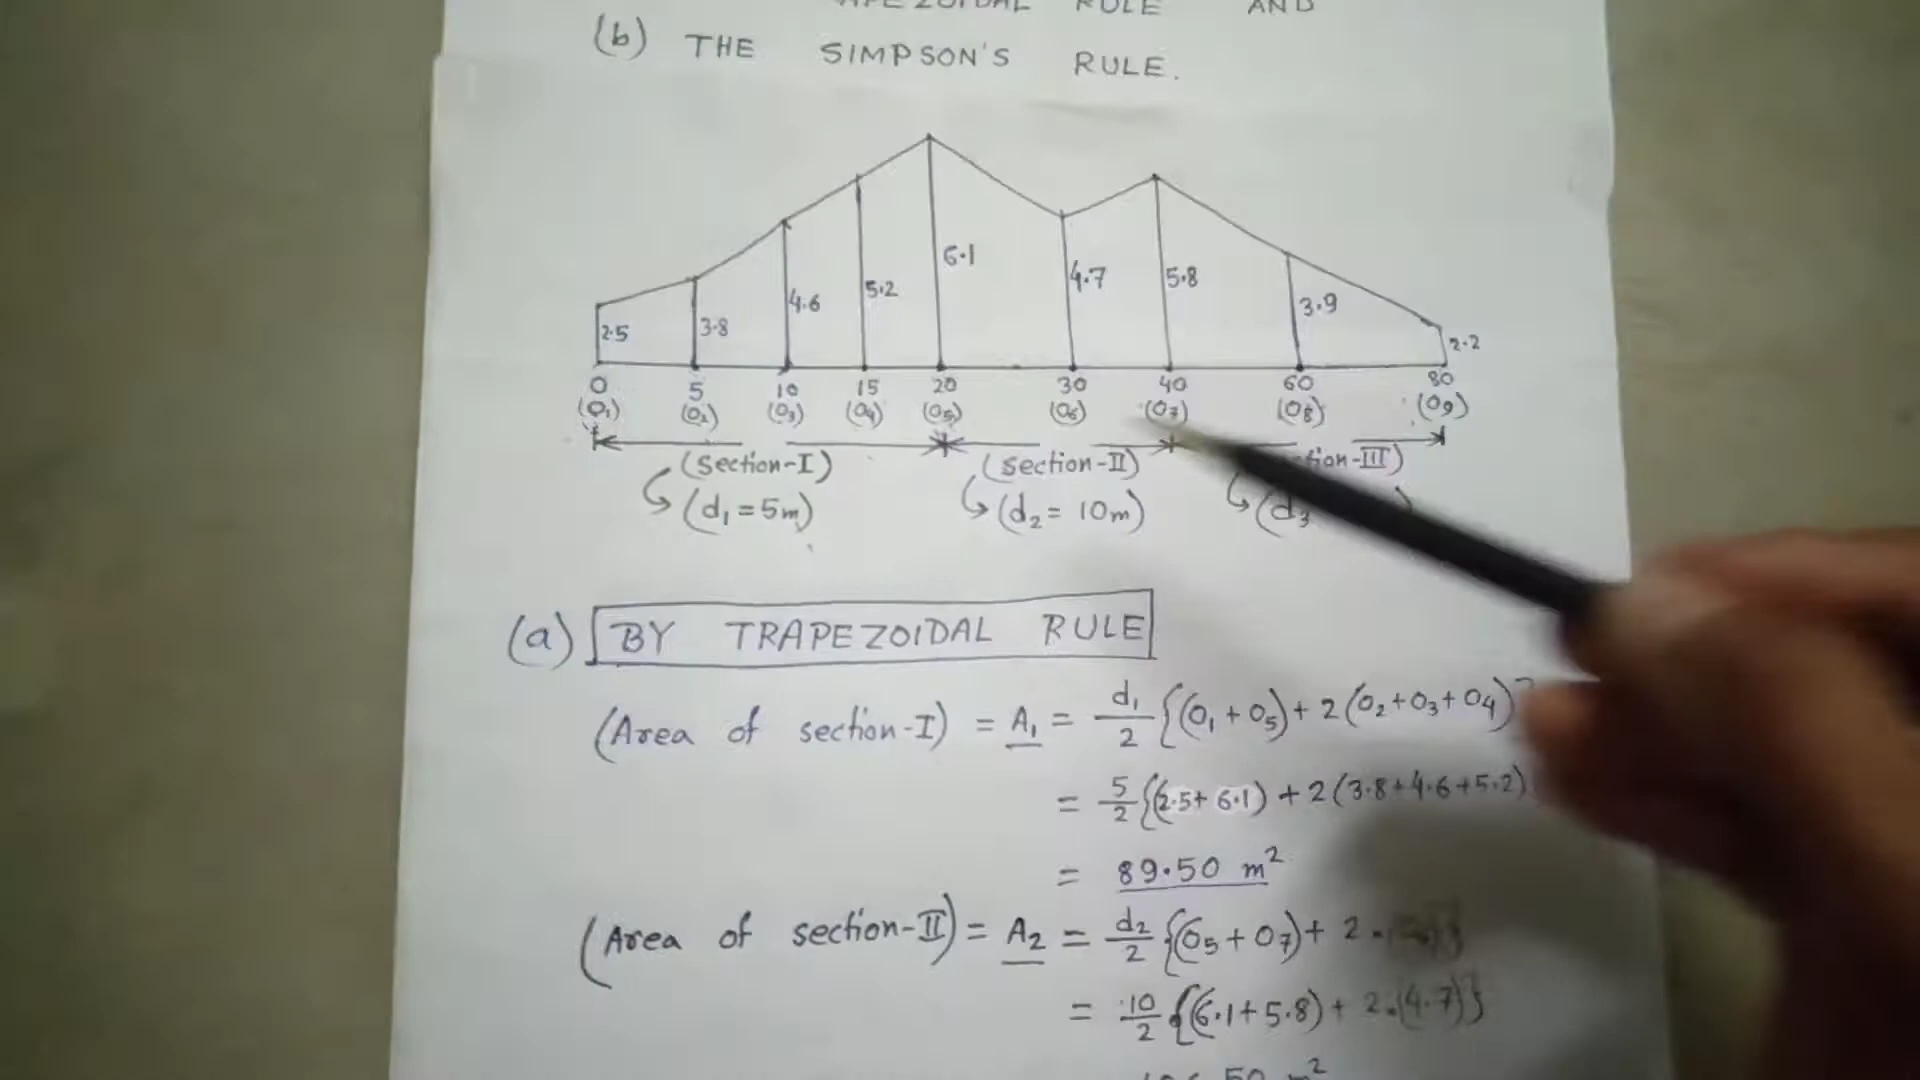 RULE AND
(b) THE SIMPSON'S RULE.
6.1
4.7
5.8
5.2
4.6
3.9
3.8
2.5
2.2
0 5 10 15 20 30 40 60 80
(O1) (O2) (O3) (O4) (O5) (O6) (O7) (O8) (O9)
(section-I) (section-II)
(d1 = 5m) (d2 = 10m) (d3
(a) BY TRAPEZOIDAL RULE
(Area of section-I) = A1 = d1/2 {(O1 + O5) + 2 (O2 + O3 + O4)
= 5/2 {(2.5 + 6.1) + 2 (3.8 + 4.6 + 5.2)
= 89.50 m²
(Area of section-II) = A2 = d2/2 {(O5 + O7) + 2.
= 10/2 {(6.1 + 5.8) + 2.(4.7)}